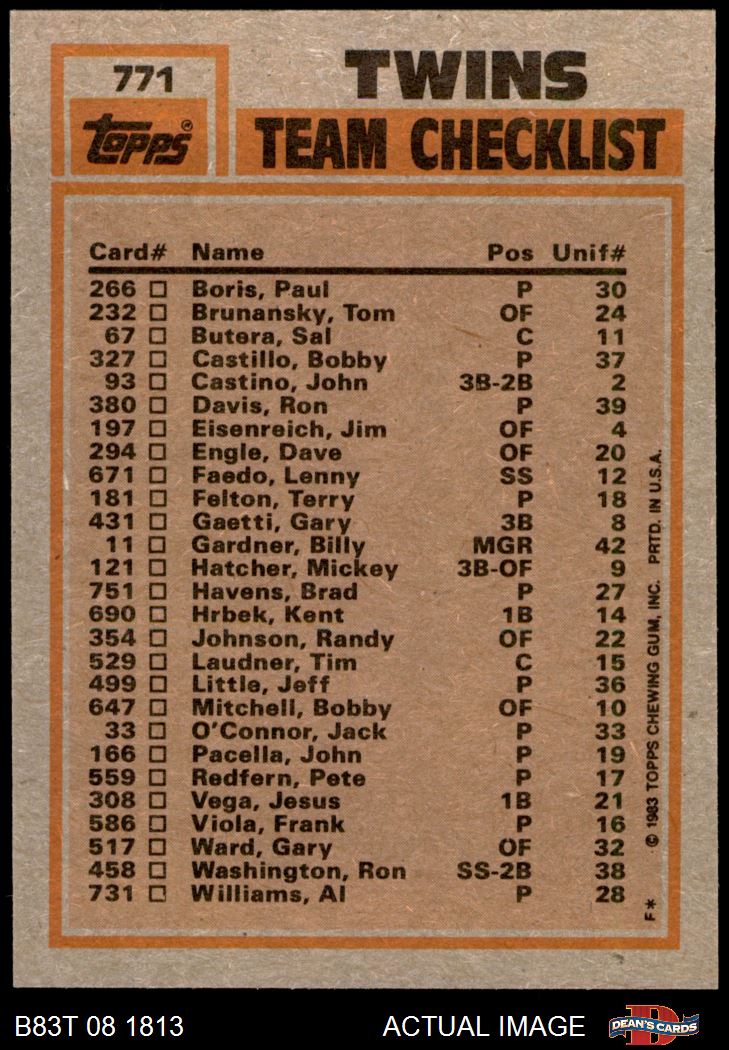 771
TWINS
Topps®
TEAM CHECKLIST
Card# Name Pos Unif#
266 Boris, Paul P 30
232 Brunansky, Tom OF 24
67 Butera, Sal C 11
327 Castillo, Bobby P 37
93 Castino, John 3B-2B 2
380 Davis, Ron P 39
197 Eisenreich, Jim OF 4
294 Engle, Dave OF 20
671 Faedo, Lenny SS 12
181 Felton, Terry P 18
431 Gaetti, Gary 3B 8
11 Gardner, Billy MGR 42
121 Hatcher, Mickey 3B-OF 9
751 Havens, Brad P 27
690 Hrbek, Kent 1B 14
354 Johnson, Randy OF 22
529 Laudner, Tim C 15
499 Little, Jeff P 36
647 Mitchell, Bobby OF 10
33 O'Connor, Jack P 33
166 Pacella, John P 19
559 Redfern, Pete P 17
308 Vega, Jesus 1B 21
586 Viola, Frank P 16
517 Ward, Gary OF 32
458 Washington, Ron SS-2B 38
731 Williams, Al P 28
F* © 1983 TOPPS CHEWING GUM, INC. PRTD. IN U.S.A.
B83T 08 1813 ACTUAL IMAGE
D
DEAN'S CARDS